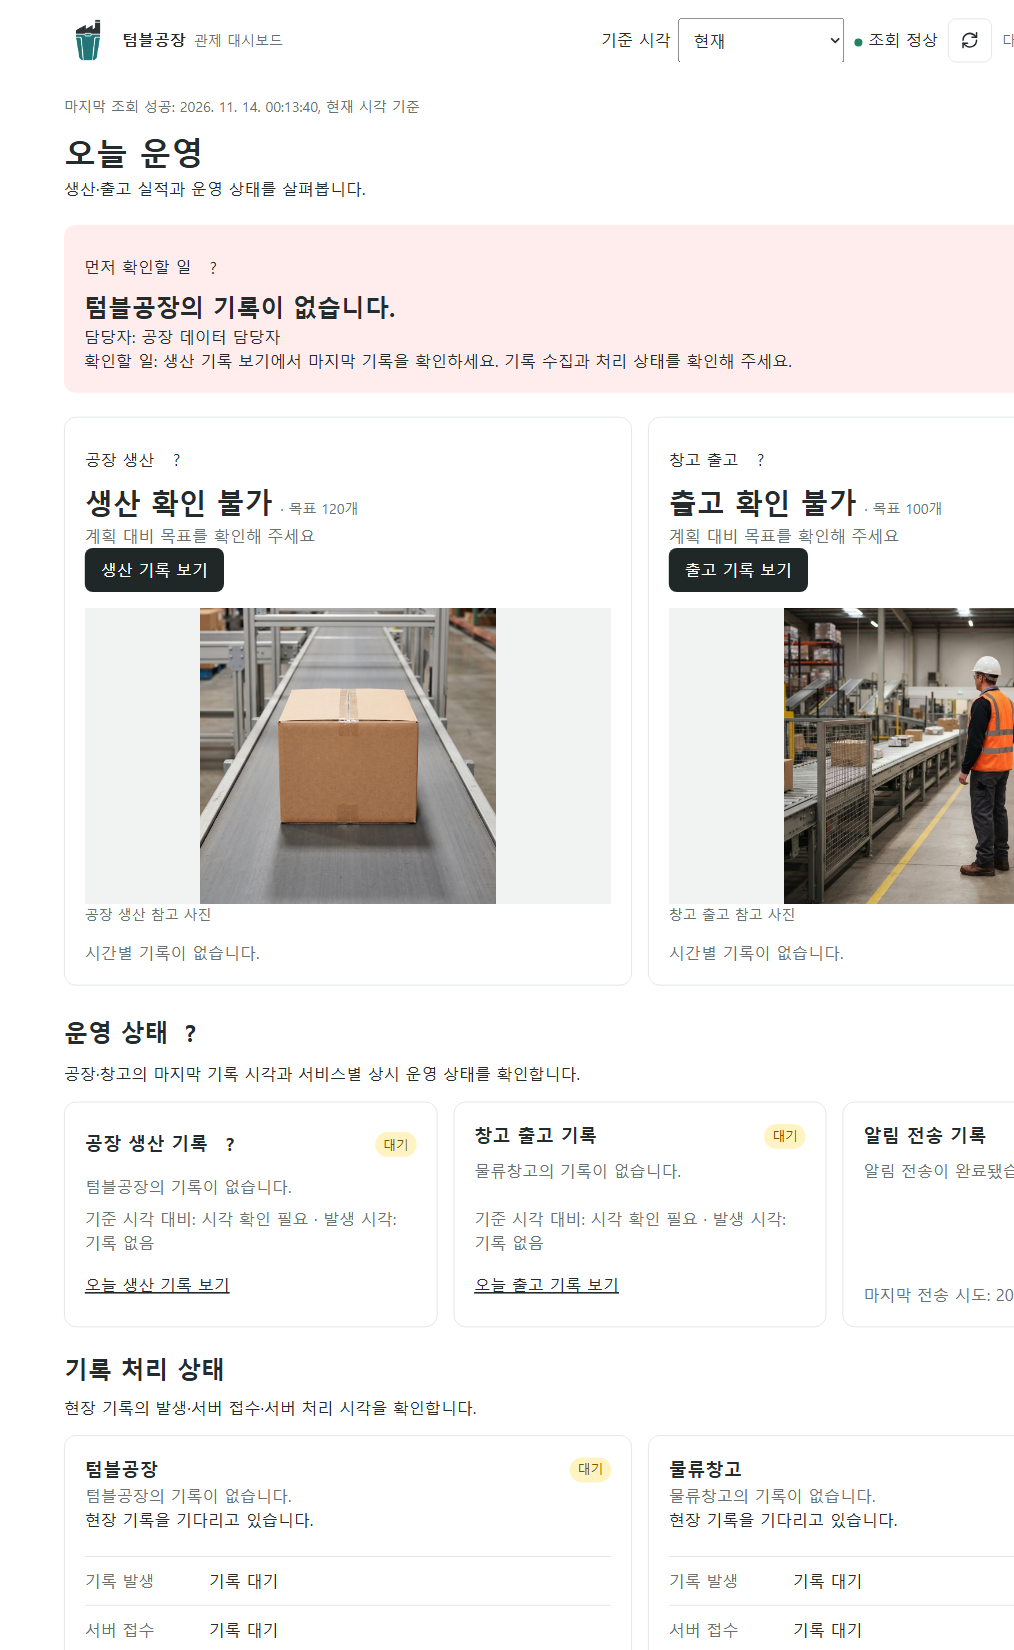 텀블공장 관제 대시보드
기준 시각 현재 조회 정상
마지막 조회 성공: 2026. 11. 14. 00:13:40, 현재 시각 기준
오늘 운영
생산·출고 실적과 운영 상태를 살펴봅니다.
먼저 확인할 일 ?
텀블공장의 기록이 없습니다.
담당자: 공장 데이터 담당자
확인할 일: 생산 기록 보기에서 마지막 기록을 확인하세요. 기록 수집과 처리 상태를 확인해 주세요.
공장 생산 ?
생산 확인 불가 · 목표 120개
계획 대비 목표를 확인해 주세요
생산 기록 보기
공장 생산 참고 사진
시간별 기록이 없습니다.
창고 출고 ?
출고 확인 불가 · 목표 100개
계획 대비 목표를 확인해 주세요
출고 기록 보기
창고 출고 참고 사진
시간별 기록이 없습니다.
운영 상태 ?
공장·창고의 마지막 기록 시각과 서비스별 상시 운영 상태를 확인합니다.
공장 생산 기록 ? 대기
텀블공장의 기록이 없습니다.
기준 시각 대비: 시각 확인 필요 · 발생 시각:
기록 없음
오늘 생산 기록 보기
창고 출고 기록 대기
물류창고의 기록이 없습니다.
기준 시각 대비: 시각 확인 필요 · 발생 시각:
기록 없음
오늘 출고 기록 보기
알림 전송 기록
알림 전송이 완료됐습
마지막 전송 시도: 20
기록 처리 상태
현장 기록의 발생·서버 접수·서버 처리 시각을 확인합니다.
텀블공장 대기
텀블공장의 기록이 없습니다.
현장 기록을 기다리고 있습니다.
기록 발생 기록 대기
서버 접수 기록 대기
물류창고
물류창고의 기록이 없습니다.
현장 기록을 기다리고 있습니다.
기록 발생 기록 대기
서버 접수 기록 대기